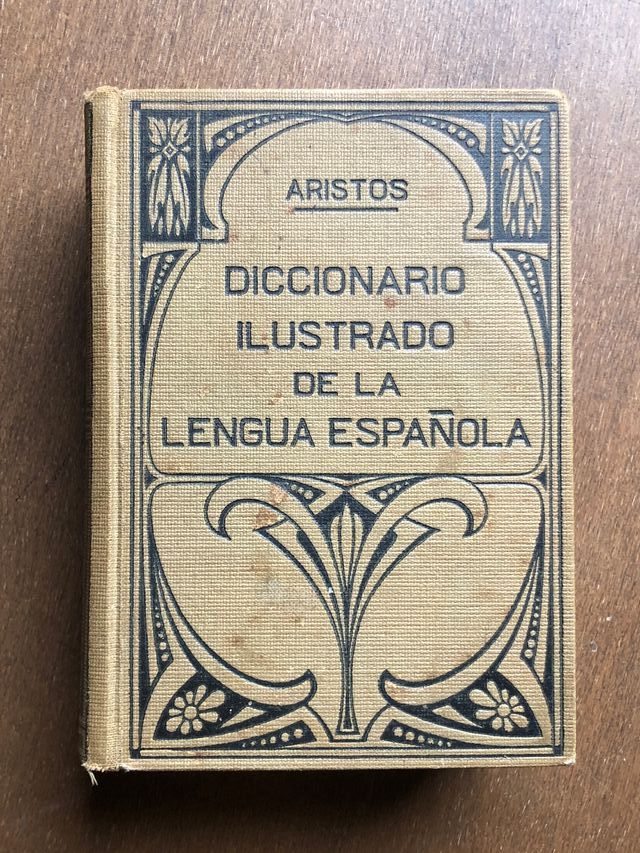 ARISTOS
DICCIONARIO
ILUSTRADO
DE LA
LENGUA ESPAÑOLA